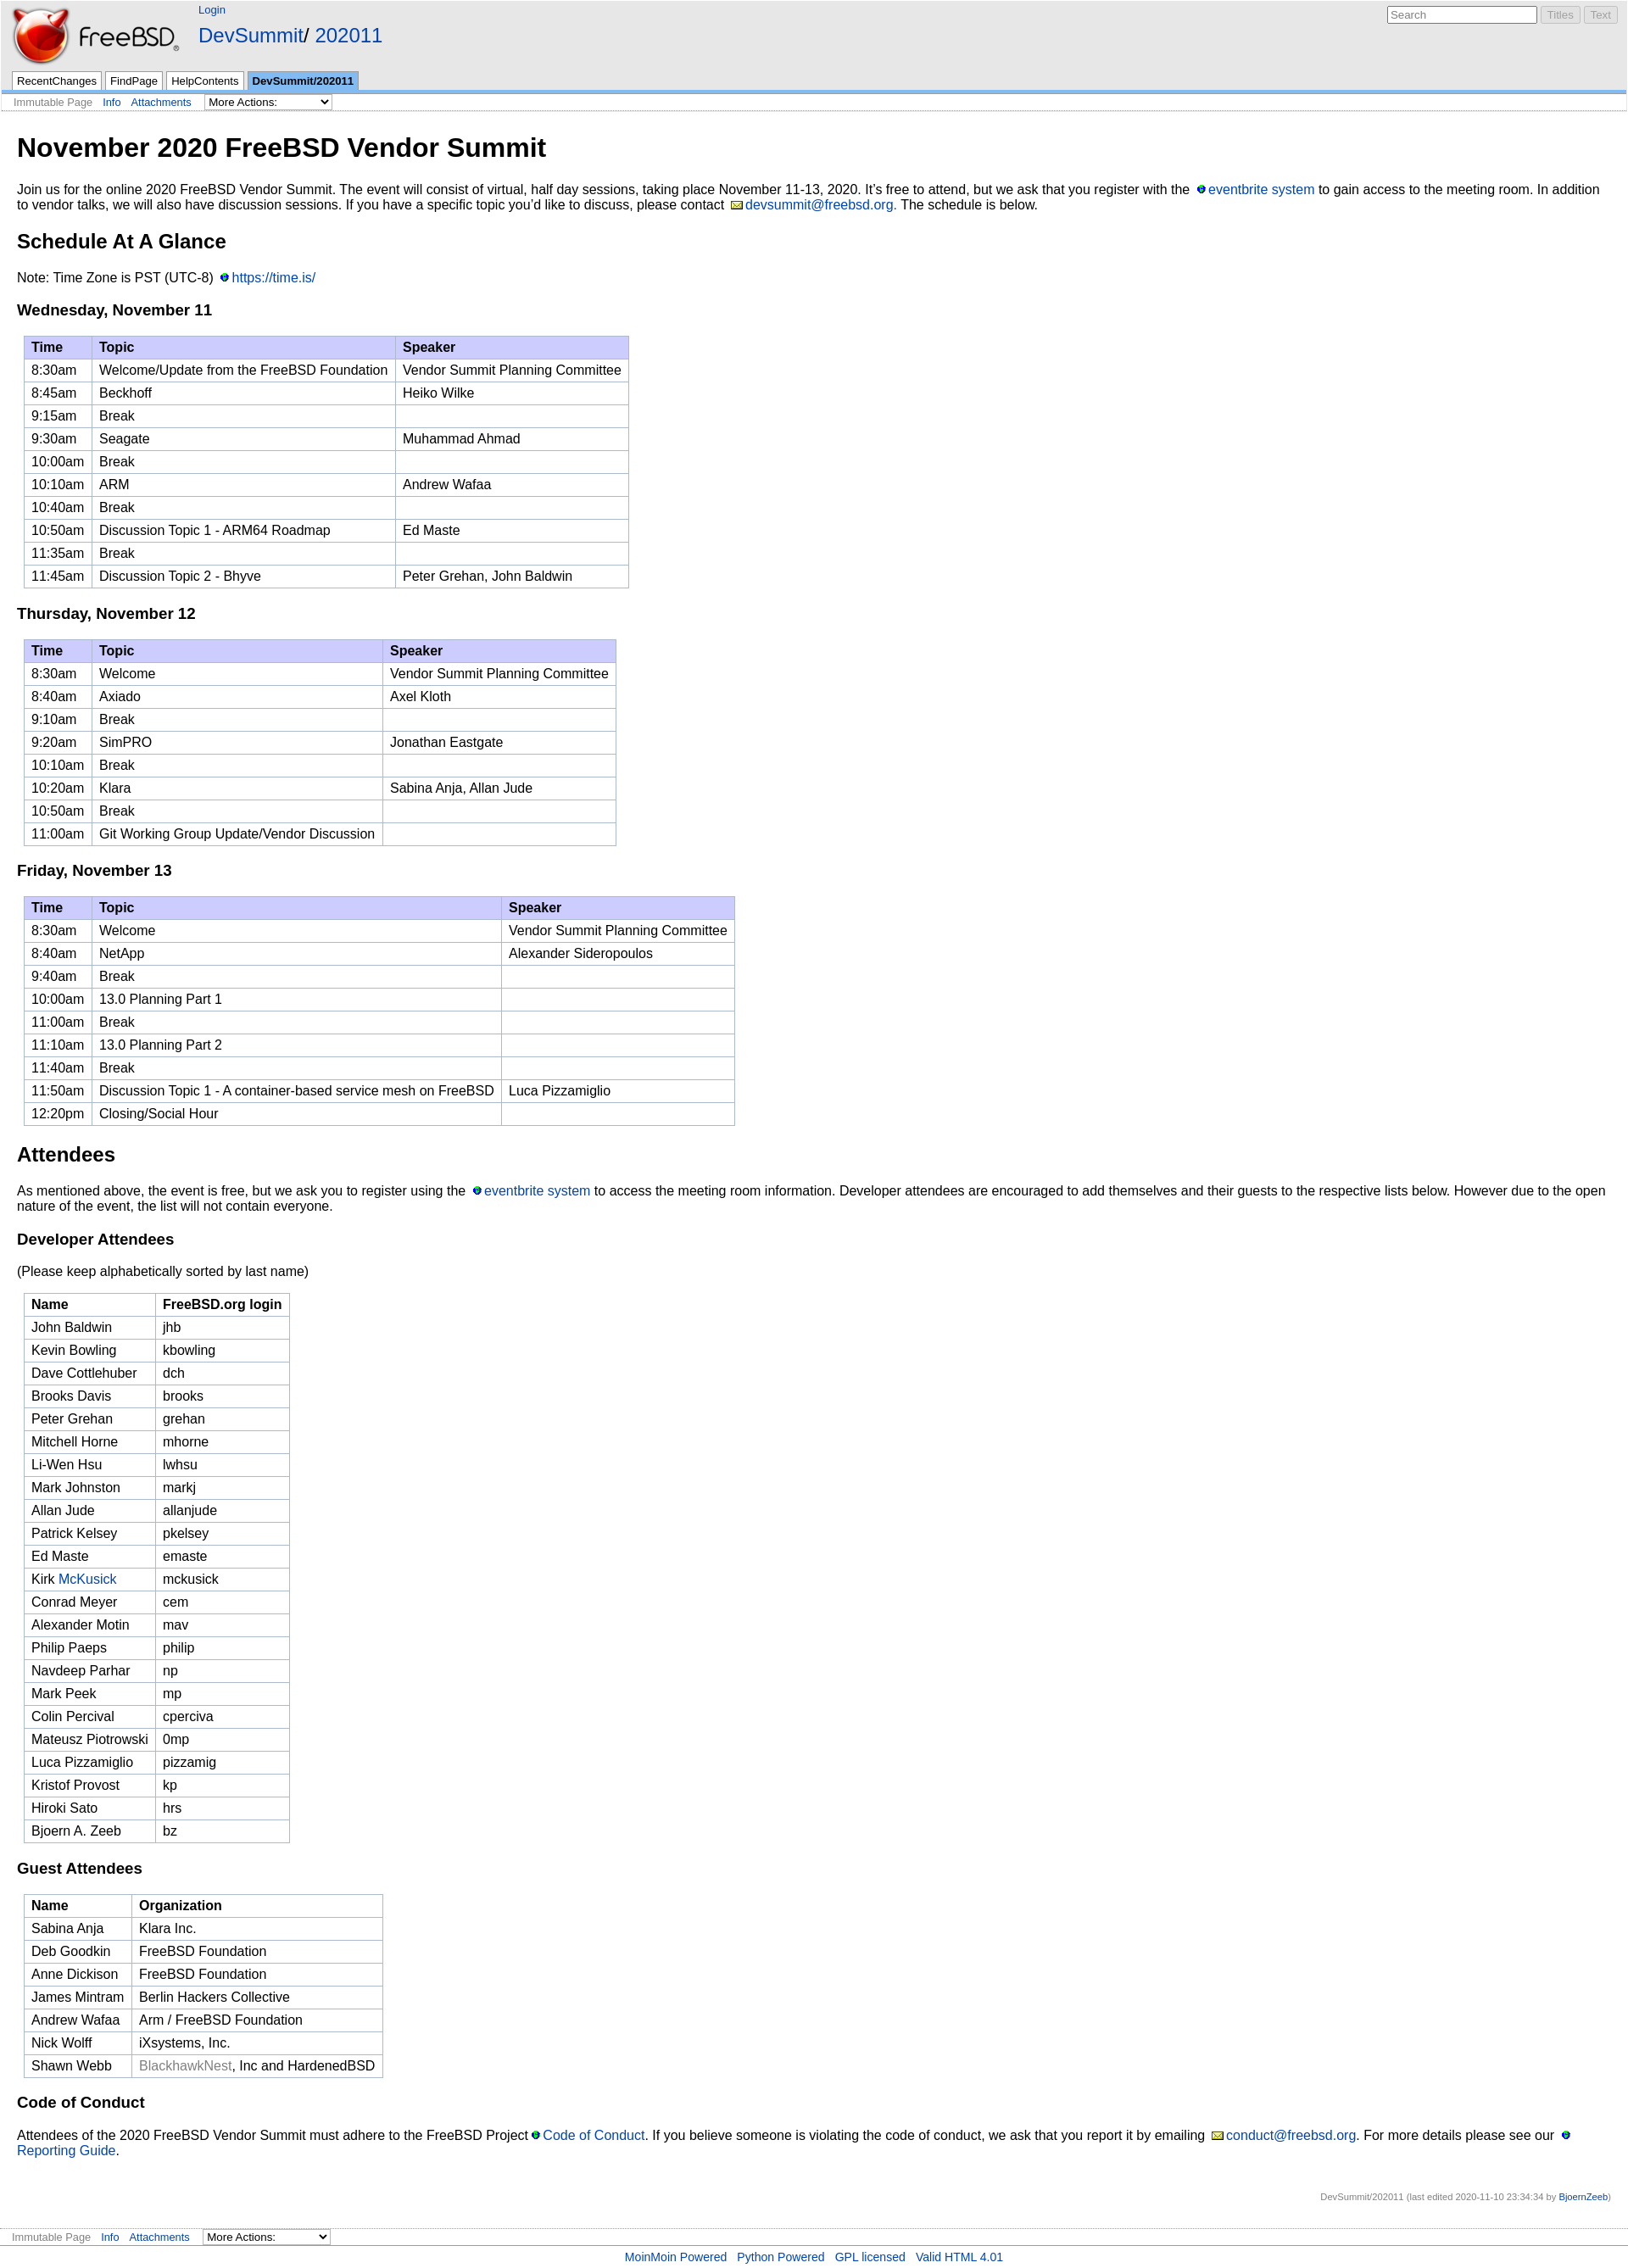 FreeBSD®
Login
DevSummit/ 202011
Search Titles Text
RecentChanges FindPage HelpContents DevSummit/202011
Immutable Page Info Attachments More Actions:
November 2020 FreeBSD Vendor Summit
Join us for the online 2020 FreeBSD Vendor Summit. The event will consist of virtual, half day sessions, taking place November 11-13, 2020. It’s free to attend, but we ask that you register with the eventbrite system to gain access to the meeting room. In addition
to vendor talks, we will also have discussion sessions. If you have a specific topic you’d like to discuss, please contact devsummit@freebsd.org. The schedule is below.
Schedule At A Glance
Note: Time Zone is PST (UTC-8) https://time.is/
Wednesday, November 11
Time Topic Speaker
8:30am Welcome/Update from the FreeBSD Foundation Vendor Summit Planning Committee
8:45am Beckhoff Heiko Wilke
9:15am Break
9:30am Seagate Muhammad Ahmad
10:00am Break
10:10am ARM Andrew Wafaa
10:40am Break
10:50am Discussion Topic 1 - ARM64 Roadmap Ed Maste
11:35am Break
11:45am Discussion Topic 2 - Bhyve Peter Grehan, John Baldwin
Thursday, November 12
Time Topic Speaker
8:30am Welcome Vendor Summit Planning Committee
8:40am Axiado Axel Kloth
9:10am Break
9:20am SimPRO Jonathan Eastgate
10:10am Break
10:20am Klara Sabina Anja, Allan Jude
10:50am Break
11:00am Git Working Group Update/Vendor Discussion
Friday, November 13
Time Topic Speaker
8:30am Welcome Vendor Summit Planning Committee
8:40am NetApp Alexander Sideropoulos
9:40am Break
10:00am 13.0 Planning Part 1
11:00am Break
11:10am 13.0 Planning Part 2
11:40am Break
11:50am Discussion Topic 1 - A container-based service mesh on FreeBSD Luca Pizzamiglio
12:20pm Closing/Social Hour
Attendees
As mentioned above, the event is free, but we ask you to register using the eventbrite system to access the meeting room information. Developer attendees are encouraged to add themselves and their guests to the respective lists below. However due to the open
nature of the event, the list will not contain everyone.
Developer Attendees
(Please keep alphabetically sorted by last name)
Name FreeBSD.org login
John Baldwin jhb
Kevin Bowling kbowling
Dave Cottlehuber dch
Brooks Davis brooks
Peter Grehan grehan
Mitchell Horne mhorne
Li-Wen Hsu lwhsu
Mark Johnston markj
Allan Jude allanjude
Patrick Kelsey pkelsey
Ed Maste emaste
Kirk McKusick mckusick
Conrad Meyer cem
Alexander Motin mav
Philip Paeps philip
Navdeep Parhar np
Mark Peek mp
Colin Percival cperciva
Mateusz Piotrowski 0mp
Luca Pizzamiglio pizzamig
Kristof Provost kp
Hiroki Sato hrs
Bjoern A. Zeeb bz
Guest Attendees
Name Organization
Sabina Anja Klara Inc.
Deb Goodkin FreeBSD Foundation
Anne Dickison FreeBSD Foundation
James Mintram Berlin Hackers Collective
Andrew Wafaa Arm / FreeBSD Foundation
Nick Wolff iXsystems, Inc.
Shawn Webb BlackhawkNest, Inc and HardenedBSD
Code of Conduct
Attendees of the 2020 FreeBSD Vendor Summit must adhere to the FreeBSD Project Code of Conduct. If you believe someone is violating the code of conduct, we ask that you report it by emailing conduct@freebsd.org. For more details please see our
Reporting Guide.
DevSummit/202011 (last edited 2020-11-10 23:34:34 by BjoernZeeb)
Immutable Page Info Attachments More Actions:
MoinMoin Powered Python Powered GPL licensed Valid HTML 4.01